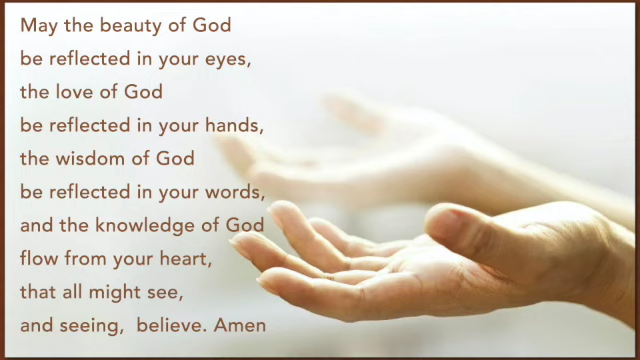 May the beauty of God
be reflected in your eyes,
the love of God
be reflected in your hands,
the wisdom of God
be reflected in your words,
and the knowledge of God
flow from your heart,
that all might see,
and seeing,  believe. Amen